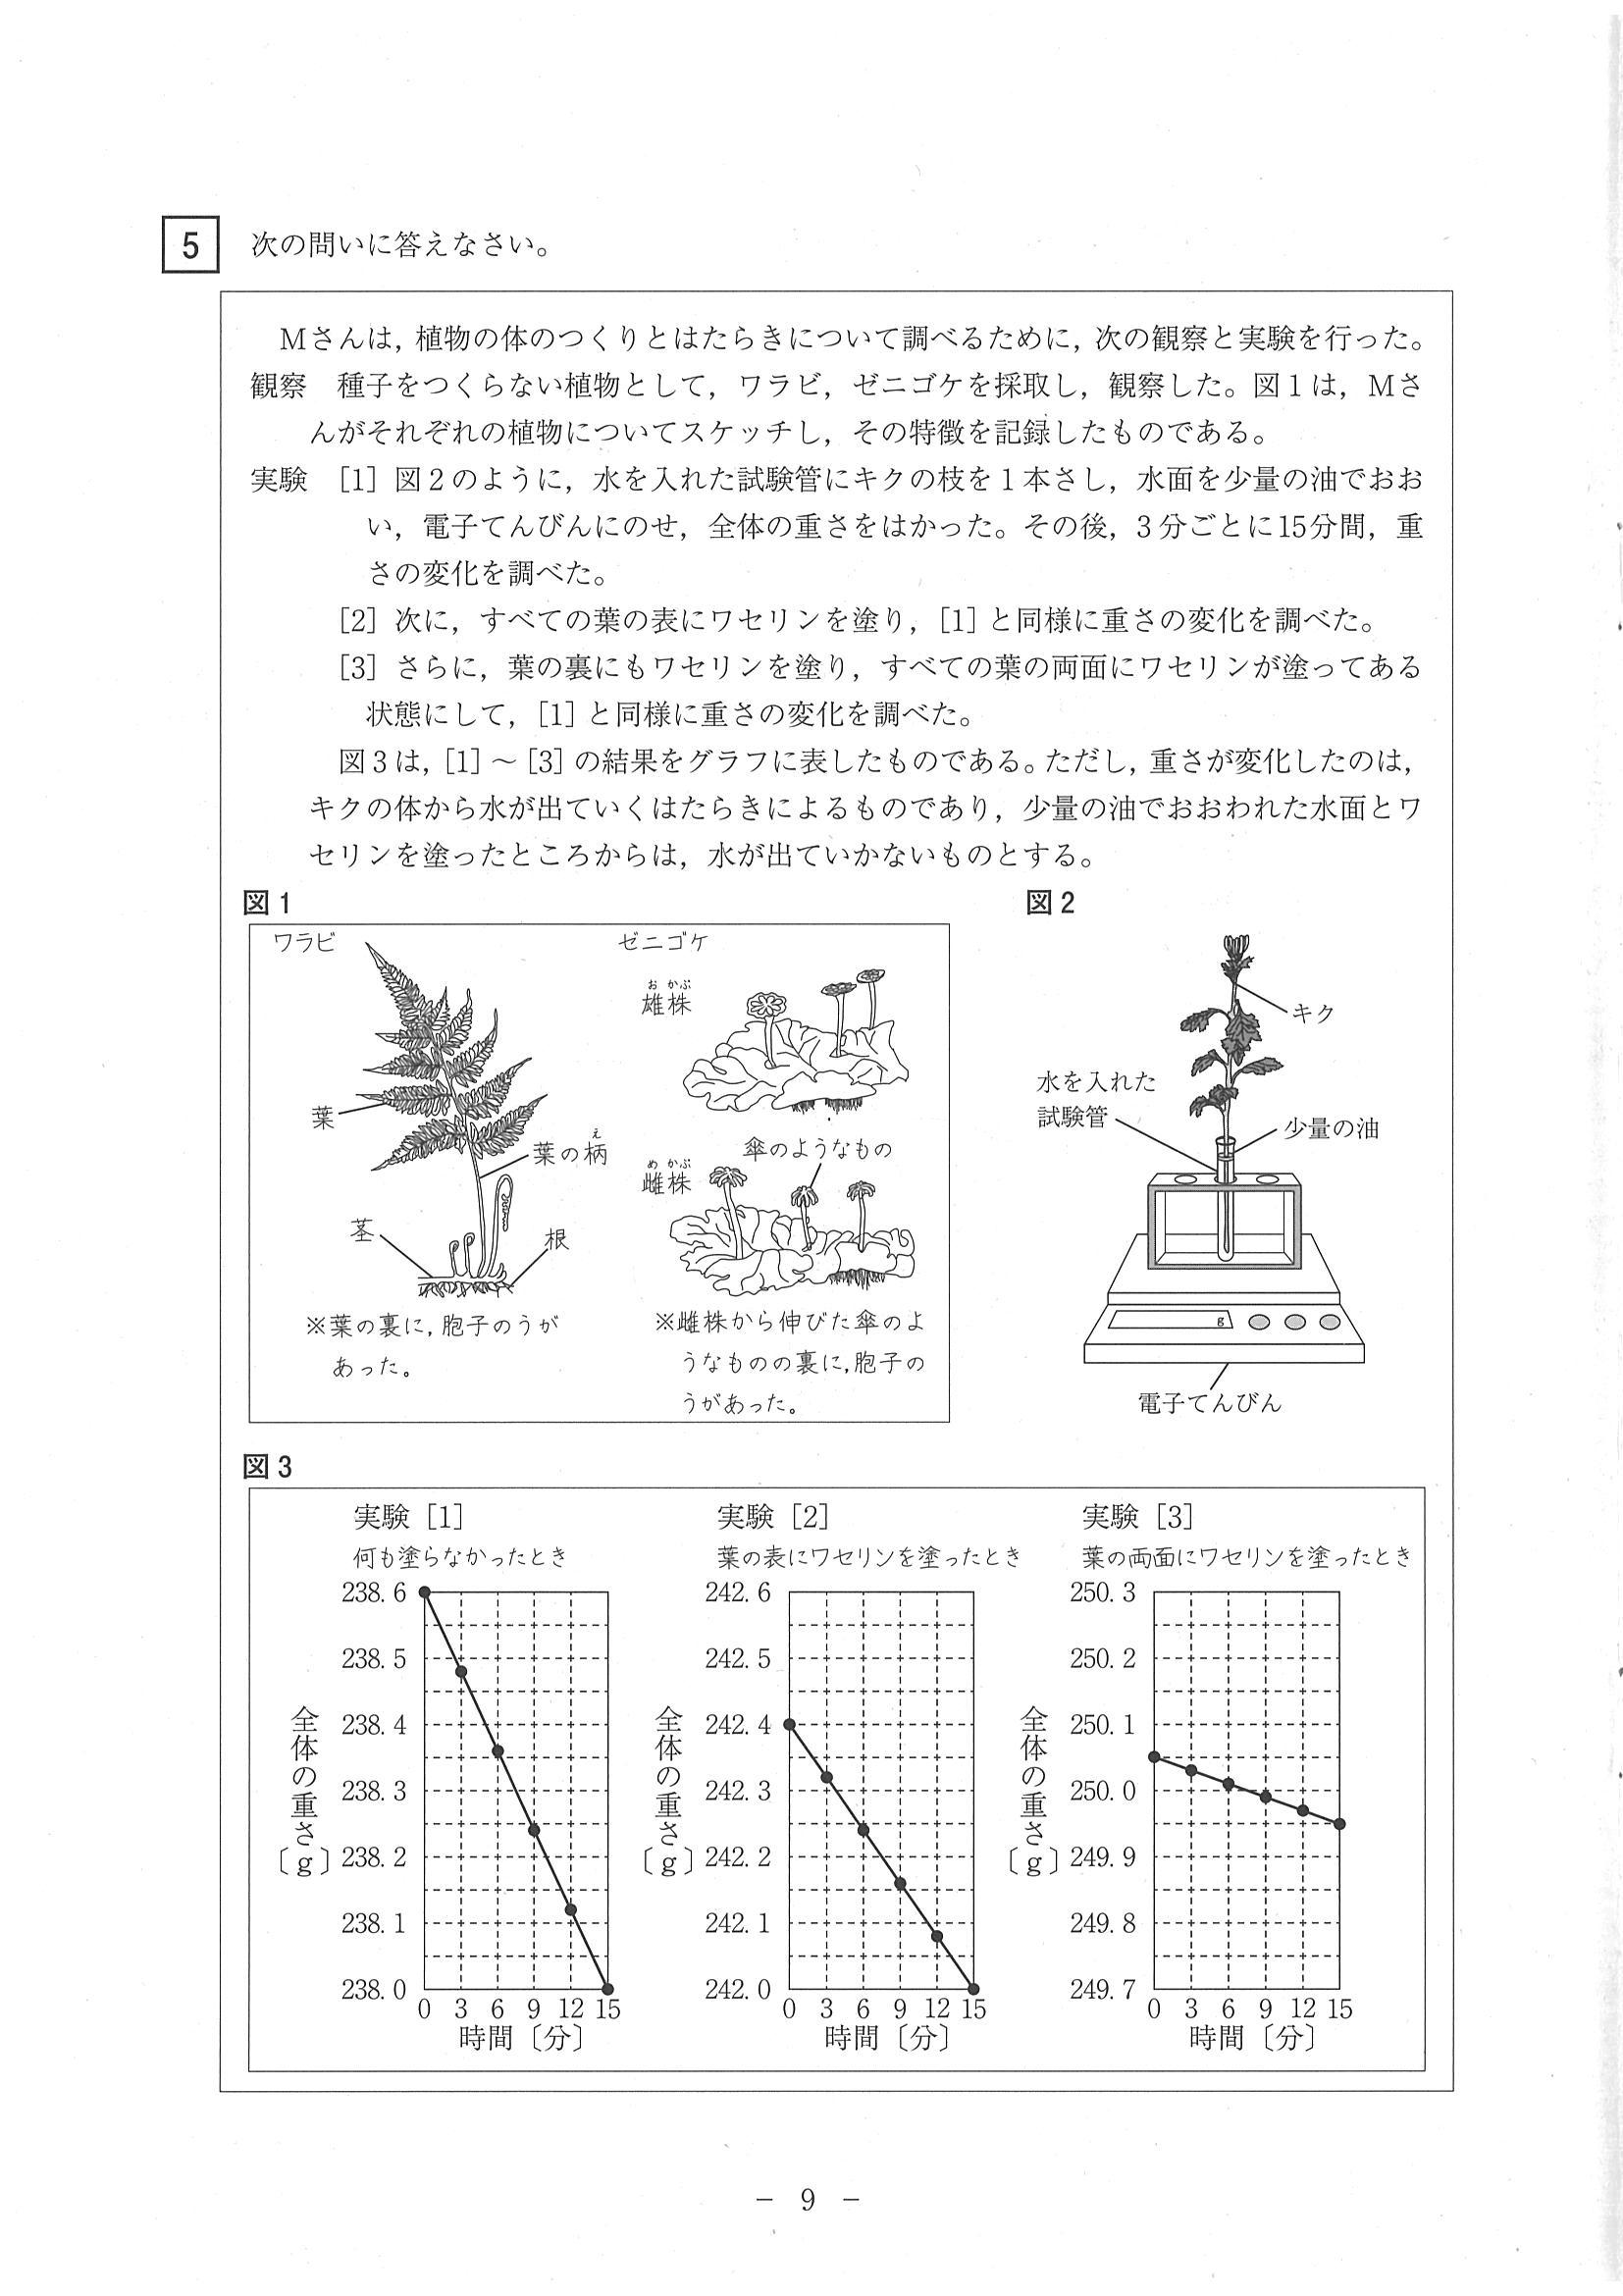 5 次の問いに答えなさい。
Mさんは，植物の体のつくりとはたらきについて調べるために，次の観察と実験を行った。
観察 種子をつくらない植物として，ワラビ，ゼニゴケを採取し，観察した。図1は，Mさ
んがそれぞれの植物についてスケッチし，その特徴を記録したものである。
実験 [1] 図2のように，水を入れた試験管にキクの枝を1本さし，水面を少量の油でおお
い，電子てんびんにのせ，全体の重さをはかった。その後，3分ごとに15分間，重
さの変化を調べた。
[2] 次に，すべての葉の表にワセリンを塗り，[1]と同様に重さの変化を調べた。
[3] さらに，葉の裏にもワセリンを塗り，すべての葉の両面にワセリンが塗ってある
状態にして，[1]と同様に重さの変化を調べた。
図3は，[1]～[3]の結果をグラフに表したものである。ただし，重さが変化したのは，
キクの体から水が出ていくはたらきによるものであり，少量の油でおおわれた水面とワ
セリンを塗ったところからは，水が出ていかないものとする。
図1
ワラビ
葉
え
葉の柄
茎
根
※葉の裏に，胞子のうが
あった。
ゼニゴケ
お かぶ
雄株
傘のようなもの
め かぶ
雌株
※雌株から伸びた傘のよ
うなものの裏に，胞子の
うがあった。
図2
キク
水を入れた
試験管
少量の油
g
電子てんびん
図3
実験 [1]
何も塗らなかったとき
238.6
238.5
238.4
238.3
238.2
238.1
238.0
全体の重さ〔g〕
0 3 6 9 12 15
時間〔分〕
実験 [2]
葉の表にワセリンを塗ったとき
242.6
242.5
242.4
242.3
242.2
242.1
242.0
全体の重さ〔g〕
0 3 6 9 12 15
時間〔分〕
実験 [3]
葉の両面にワセリンを塗ったとき
250.3
250.2
250.1
250.0
249.9
249.8
249.7
全体の重さ〔g〕
0 3 6 9 12 15
時間〔分〕
－ 9 －